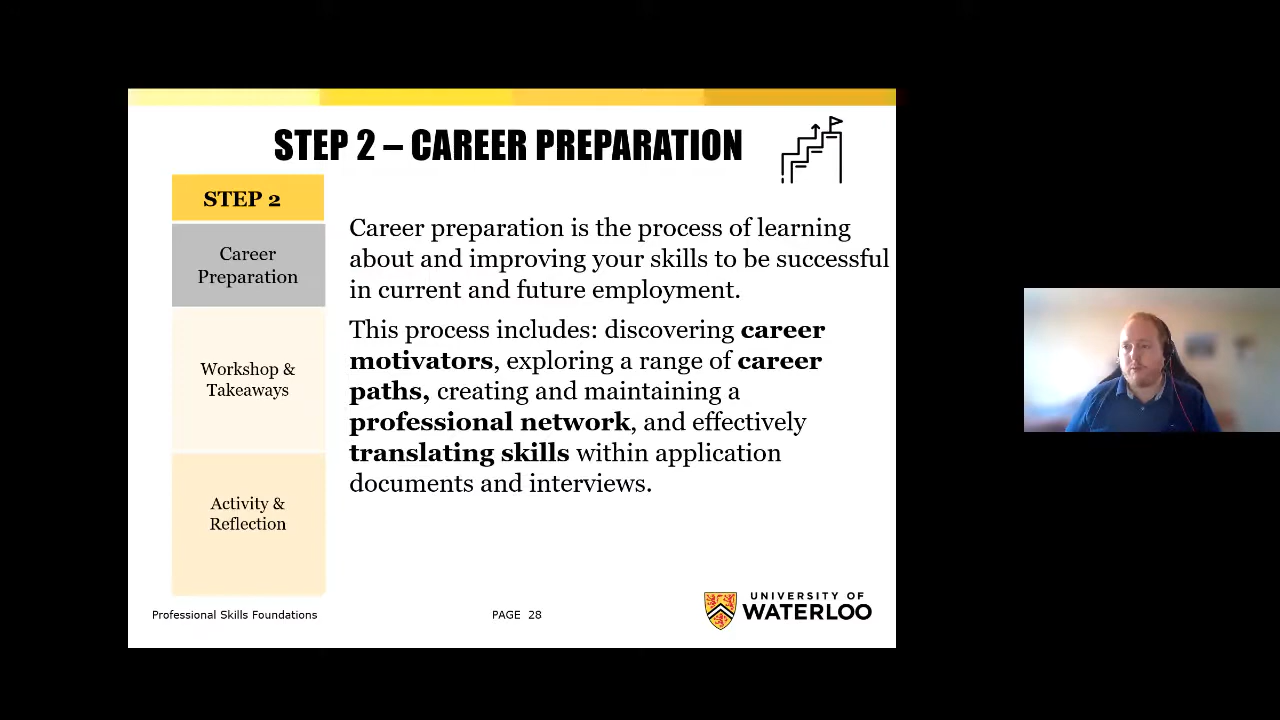 STEP 2 – CAREER PREPARATION
STEP 2
Career
Preparation
Workshop &
Takeaways
Activity &
Reflection
Career preparation is the process of learning
about and improving your skills to be successful
in current and future employment.
This process includes: discovering career
motivators, exploring a range of career
paths, creating and maintaining a
professional network, and effectively
translating skills within application
documents and interviews.
Professional Skills Foundations
PAGE 28
UNIVERSITY OF
WATERLOO